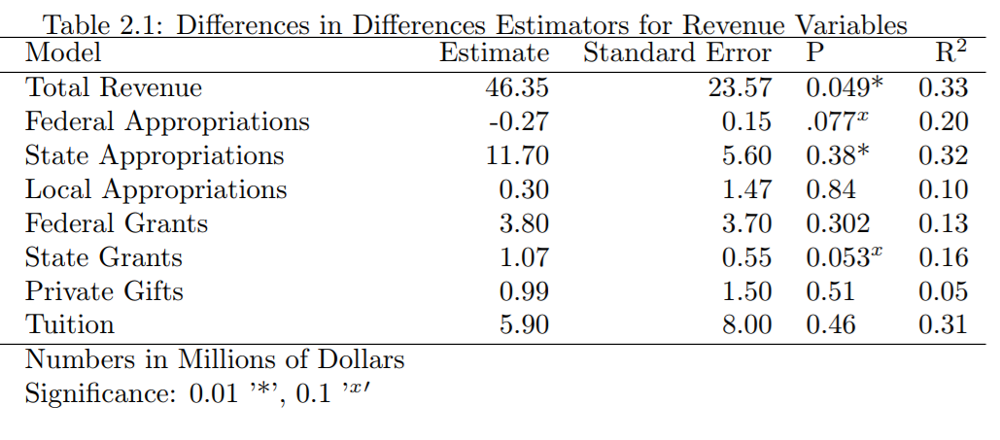 Table 2.1: Differences in Differences Estimators for Revenue Variables
Model Estimate Standard Error P R²
Total Revenue 46.35 23.57 0.049* 0.33
Federal Appropriations -0.27 0.15 .077ˣ 0.20
State Appropriations 11.70 5.60 0.38* 0.32
Local Appropriations 0.30 1.47 0.84 0.10
Federal Grants 3.80 3.70 0.302 0.13
State Grants 1.07 0.55 0.053ˣ 0.16
Private Gifts 0.99 1.50 0.51 0.05
Tuition 5.90 8.00 0.46 0.31
Numbers in Millions of Dollars
Significance: 0.01 ’*’, 0.1 ’ˣ′